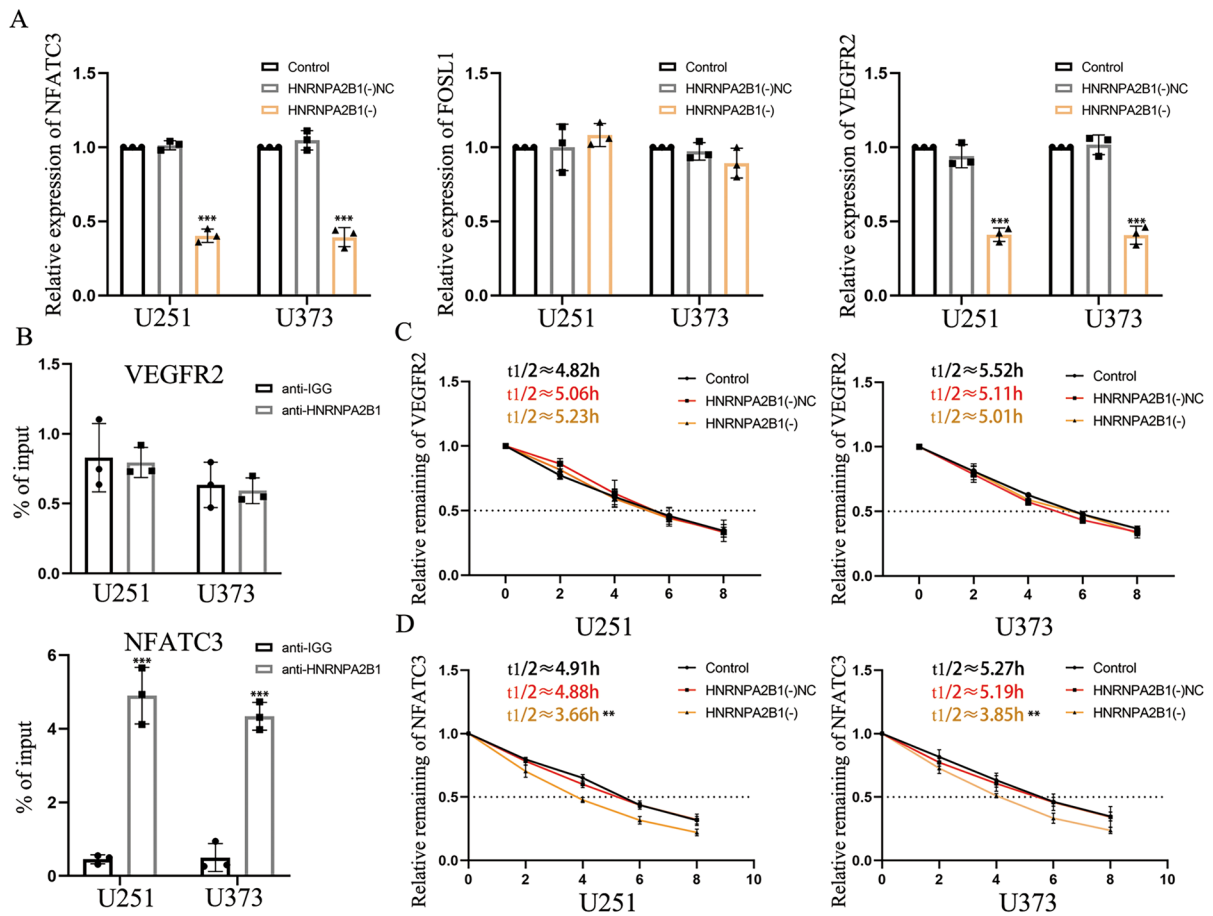 A
Relative expression of NFATC3
1.5
1.0
0.5
0.0
Control
HNRNPA2B1(-)NC
HNRNPA2B1(-)
***
***
U251
U373
Relative expression of FOSL1
1.5
1.0
0.5
0.0
Control
HNRNPA2B1(-)NC
HNRNPA2B1(-)
U251
U373
Relative expression of VEGFR2
1.5
1.0
0.5
0.0
Control
HNRNPA2B1(-)NC
HNRNPA2B1(-)
***
***
U251
U373
B
VEGFR2
% of input
1.5
1.0
0.5
0.0
anti-IGG
anti-HNRNPA2B1
U251
U373
NFATC3
% of input
6
4
2
0
anti-IGG
anti-HNRNPA2B1
***
***
U251
U373
C
Relative remaining of VEGFR2
1.5
1.0
0.5
0.0
t1/2≈4.82h
t1/2≈5.06h
t1/2≈5.23h
Control
HNRNPA2B1(-)NC
HNRNPA2B1(-)
0 2 4 6 8
U251
Relative remaining of VEGFR2
1.5
1.0
0.5
0.0
t1/2≈5.52h
t1/2≈5.11h
t1/2≈5.01h
Control
HNRNPA2B1(-)NC
HNRNPA2B1(-)
0 2 4 6 8
U373
D
Relative remaining of NFATC3
1.5
1.0
0.5
0.0
t1/2≈4.91h
t1/2≈4.88h
t1/2≈3.66h **
Control
HNRNPA2B1(-)NC
HNRNPA2B1(-)
0 2 4 6 8 10
U251
Relative remaining of NFATC3
1.5
1.0
0.5
0.0
t1/2≈5.27h
t1/2≈5.19h
t1/2≈3.85h **
Control
HNRNPA2B1(-)NC
HNRNPA2B1(-)
0 2 4 6 8 10
U373